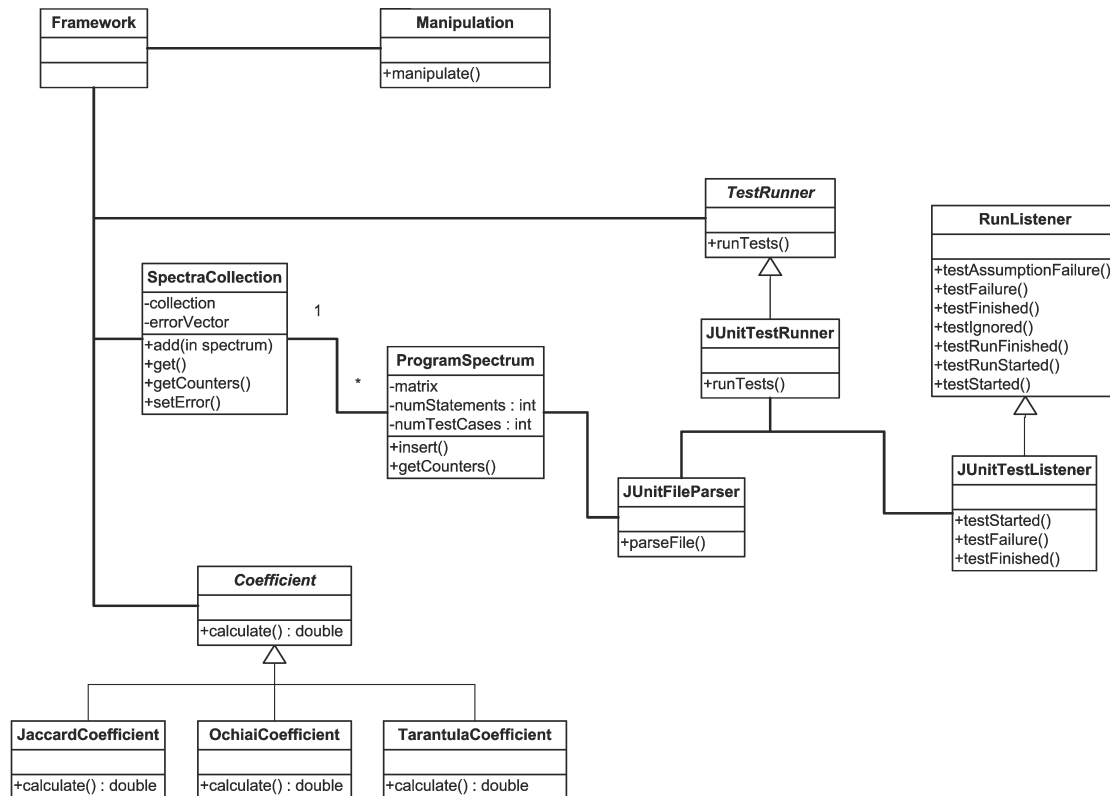 Framework
Manipulation
+manipulate()
TestRunner
+runTests()
RunListener
+testAssumptionFailure()
+testFailure()
+testFinished()
+testIgnored()
+testRunFinished()
+testRunStarted()
+testStarted()
SpectraCollection
-collection
-errorVector
+add(in spectrum)
+get()
+getCounters()
+setError()
1
*
JUnitTestRunner
+runTests()
ProgramSpectrum
-matrix
-numStatements : int
-numTestCases : int
+insert()
+getCounters()
JUnitFileParser
+parseFile()
JUnitTestListener
+testStarted()
+testFailure()
+testFinished()
Coefficient
+calculate() : double
JaccardCoefficient
+calculate() : double
OchiaiCoefficient
+calculate() : double
TarantulaCoefficient
+calculate() : double